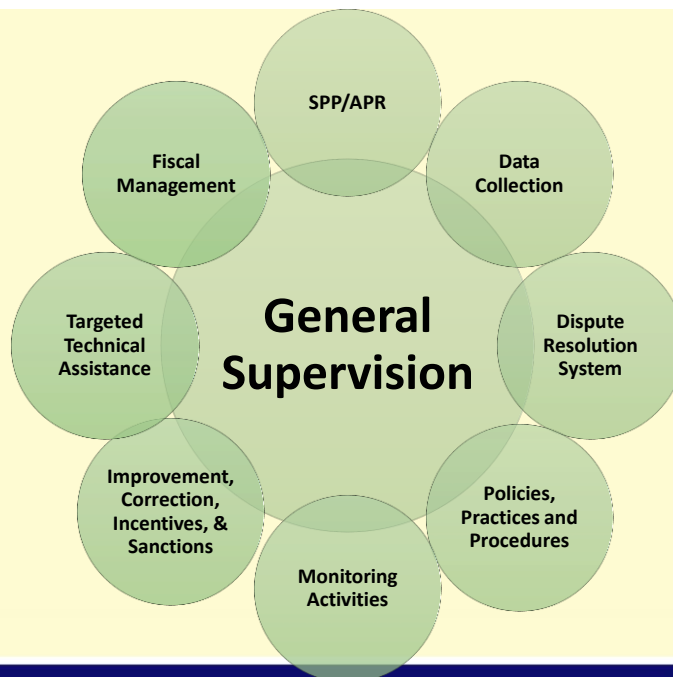 SPP/APR
Data
Collection
Dispute
Resolution
System
Policies,
Practices and
Procedures
Monitoring
Activities
Improvement,
Correction,
Incentives, &
Sanctions
Targeted
Technical
Assistance
Fiscal
Management
General
Supervision